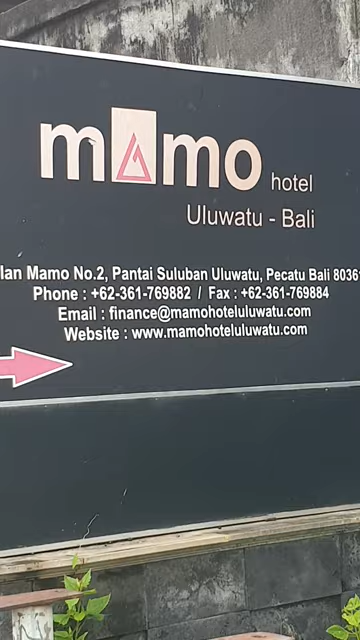 mamo hotel
Uluwatu - Bali
lan Mamo No.2, Pantai Suluban Uluwatu, Pecatu Bali 8036
Phone : +62-361-769882 / Fax : +62-361-769884
Email : finance@mamohoteluluwatu.com
Website : www.mamohoteluluwatu.com